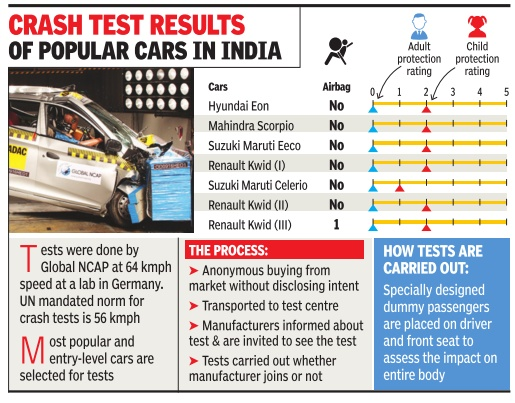 CRASH TEST RESULTS
OF POPULAR CARS IN INDIA
Adult
protection
rating
Child
protection
rating
Cars Airbag 0 1 2 3 4 5
Hyundai Eon No
Mahindra Scorpio No
Suzuki Maruti Eeco No
Renault Kwid (I) No
Suzuki Maruti Celerio No
Renault Kwid (II) No
Renault Kwid (III) 1
ADAC
GLOBAL NCAP
Tests were done by
Global NCAP at 64 kmph
speed at a lab in Germany.
UN mandated norm for
crash tests is 56 kmph
Most popular and
entry-level cars are
selected for tests
THE PROCESS:
➤ Anonymous buying from
market without disclosing intent
➤ Transported to test centre
➤ Manufacturers informed about
test & are invited to see the test
➤ Tests carried out whether
manufacturer joins or not
HOW TESTS ARE
CARRIED OUT:
Specially designed
dummy passengers
are placed on driver
and front seat to
assess the impact on
entire body